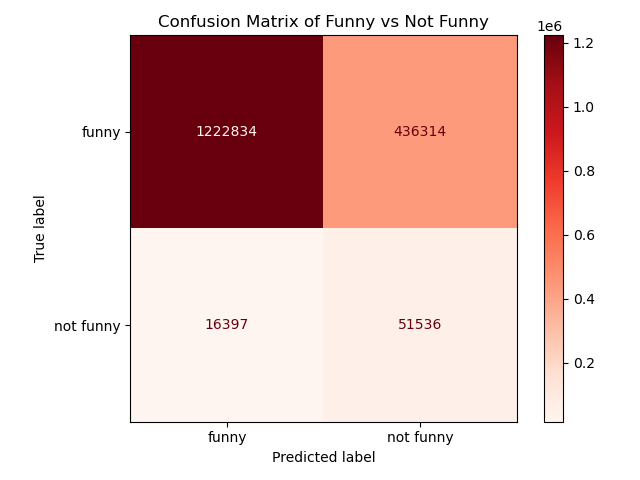 Confusion Matrix of Funny vs Not Funny
1e6
1.2
funny
1222834
436314
1.0
0.8
True label
0.6
not funny
16397
51536
0.4
0.2
funny
not funny
Predicted label